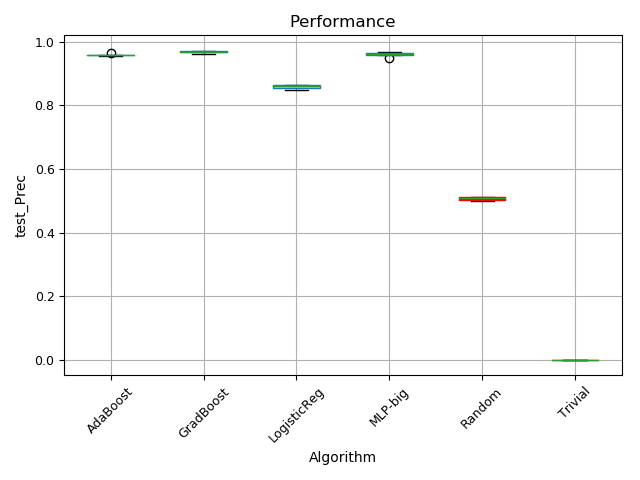 Performance
1.0
0.8
0.6
0.4
0.2
0.0
test_Prec
AdaBoost
GradBoost
LogisticReg
MLP-big
Random
Trivial
Algorithm